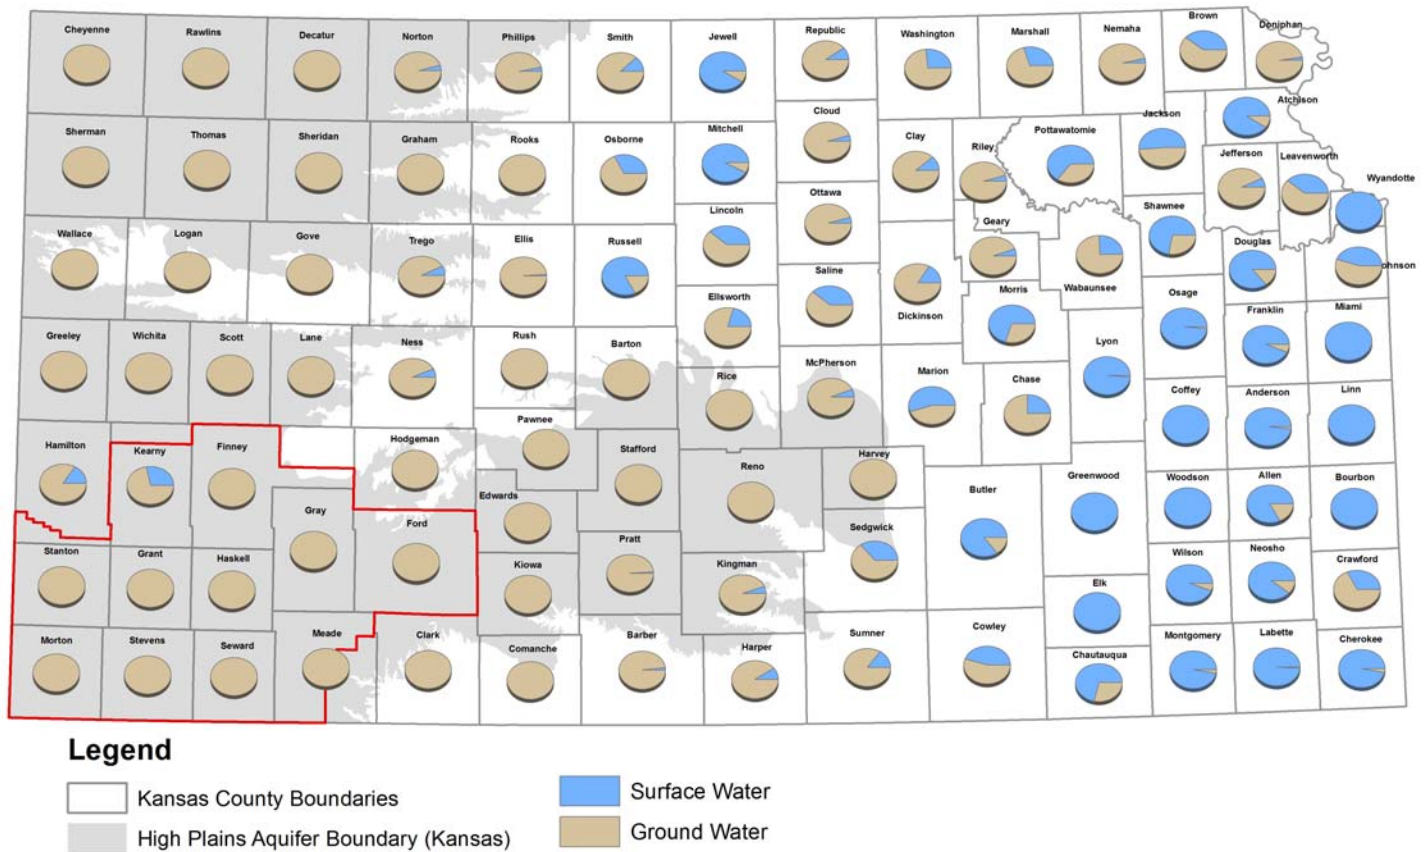 Cheyenne Rawlins Decatur Norton Phillips Smith Jewell Republic Washington Marshall Nemaha Brown Doniphan
Atchison
Sherman Thomas Sheridan Graham Rooks Osborne Mitchell Cloud Clay Riley Pottawatomie Jackson Jefferson Leavenworth
Wyandotte
Wallace Logan Gove Trego Ellis Russell Lincoln Ottawa Geary Shawnee
Douglas ohnson
Ellsworth Saline Dickinson Morris Wabaunsee Osage Franklin Miami
Greeley Wichita Scott Lane Ness Rush Barton Rice McPherson Marion Chase Lyon Coffey Anderson Linn
Hamilton Kearny Finney Hodgeman Pawnee Stafford Reno Harvey Butler Greenwood Woodson Allen Bourbon
Gray Ford Edwards Sedgwick
Stanton Grant Haskell Kiowa Pratt Kingman Elk Wilson Neosho Crawford
Morton Stevens Seward Meade Clark Comanche Barber Harper Sumner Cowley Chautauqua Montgomery Labette Cherokee
Legend
Kansas County Boundaries
High Plains Aquifer Boundary (Kansas)
Surface Water
Ground Water